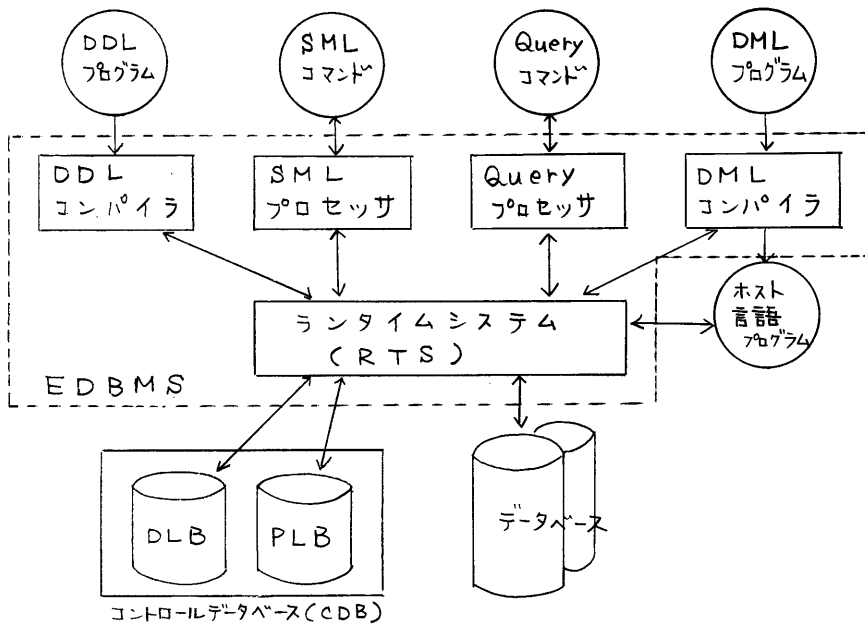 DDL
プログラム
SML
コマンド
Query
コマンド
DML
プログラム
DDL
コンパイラ
SML
プロセッサ
Query
プロセッサ
DML
コンパイラ
ランタイムシステム
(RTS)
ホスト
言語
プログラム
EDBMS
DLB
PLB
データベース
コントロールデータベース(CDB)